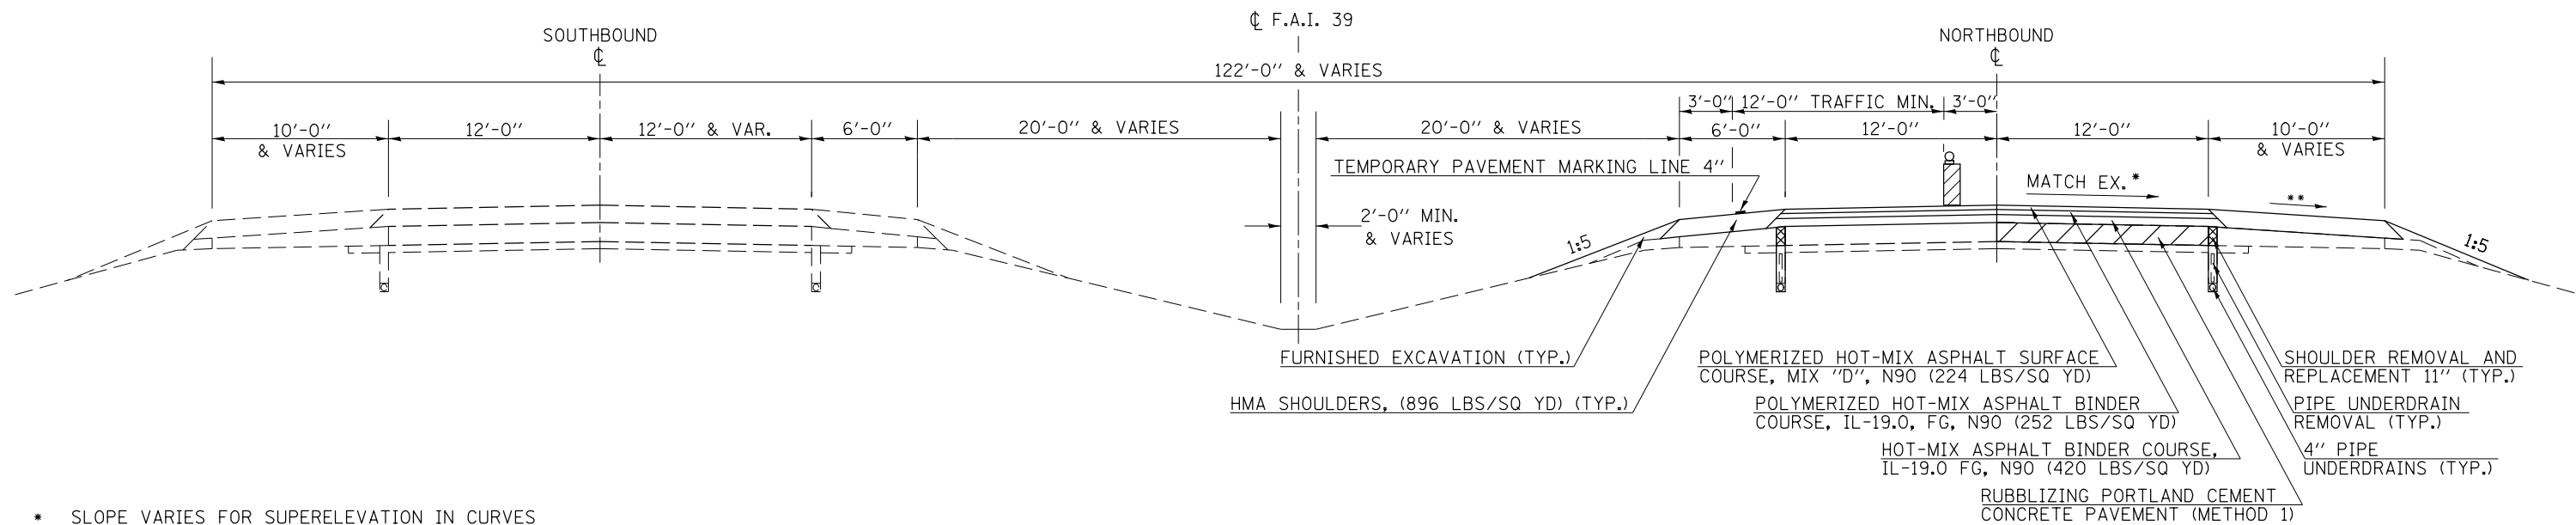 ℄ F.A.I. 39
SOUTHBOUND
℄
NORTHBOUND
℄
122'-0" & VARIES
3'-0" 12'-0" TRAFFIC MIN. 3'-0"
10'-0"
& VARIES
12'-0"
12'-0" & VAR.
6'-0"
20'-0" & VARIES
20'-0" & VARIES
6'-0"
12'-0"
12'-0"
10'-0"
& VARIES
TEMPORARY PAVEMENT MARKING LINE 4"
MATCH EX.*
**
2'-0" MIN.
& VARIES
1:5
1:5
FURNISHED EXCAVATION (TYP.)
HMA SHOULDERS, (896 LBS/SQ YD) (TYP.)
POLYMERIZED HOT-MIX ASPHALT SURFACE
COURSE, MIX "D", N90 (224 LBS/SQ YD)
POLYMERIZED HOT-MIX ASPHALT BINDER
COURSE, IL-19.0, FG, N90 (252 LBS/SQ YD)
HOT-MIX ASPHALT BINDER COURSE,
IL-19.0 FG, N90 (420 LBS/SQ YD)
RUBBLIZING PORTLAND CEMENT
CONCRETE PAVEMENT (METHOD 1)
SHOULDER REMOVAL AND
REPLACEMENT 11" (TYP.)
PIPE UNDERDRAIN
REMOVAL (TYP.)
4" PIPE
UNDERDRAINS (TYP.)
* SLOPE VARIES FOR SUPERELEVATION IN CURVES